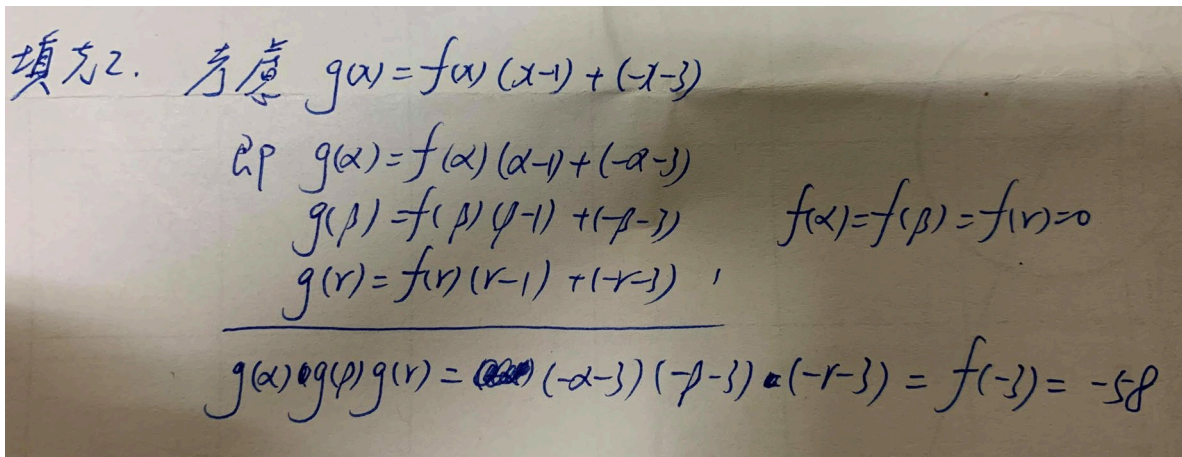 填充2. 考慮 g(x)=f(x)(x-1)+(-x-3)
即 g(α)=f(α)(α-1)+(-α-3)
g(β)=f(β)(β-1)+(-β-3) f(α)=f(β)=f(r)=0
g(r)=f(r)(r-1)+(-r-3),
g(α)g(β)g(r)=(-α-3)(-β-3)·(-r-3)=f(-3)=-58